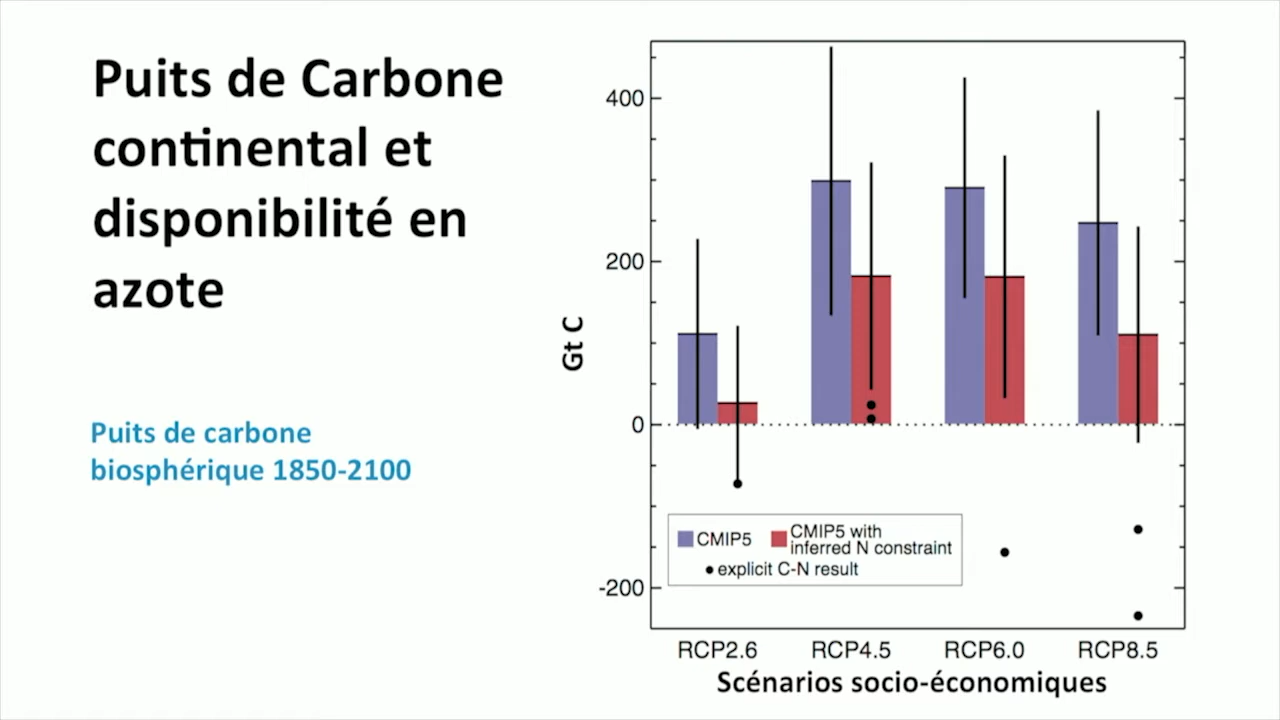 Puits de Carbone
continental et
disponibilité en
azote
Puits de carbone
biosphérique 1850-2100
Gt C
400
200
0
-200
CMIP5
CMIP5 with
inferred N constraint
explicit C-N result
RCP2.6 RCP4.5 RCP6.0 RCP8.5
Scénarios socio-économiques